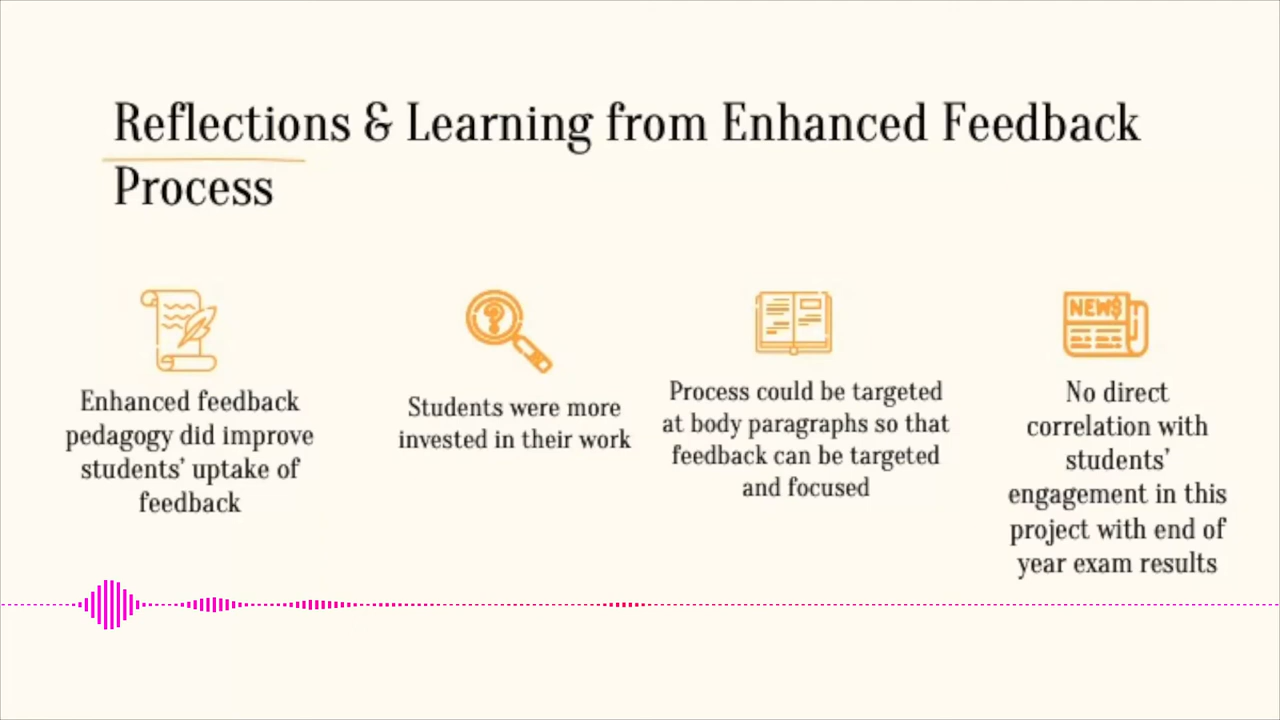 Reflections & Learning from Enhanced Feedback
Process
Enhanced feedback
pedagogy did improve
students’ uptake of
feedback
Students were more
invested in their work
Process could be targeted
at body paragraphs so that
feedback can be targeted
and focused
NEWS
No direct
correlation with
students’
engagement in this
project with end of
year exam results